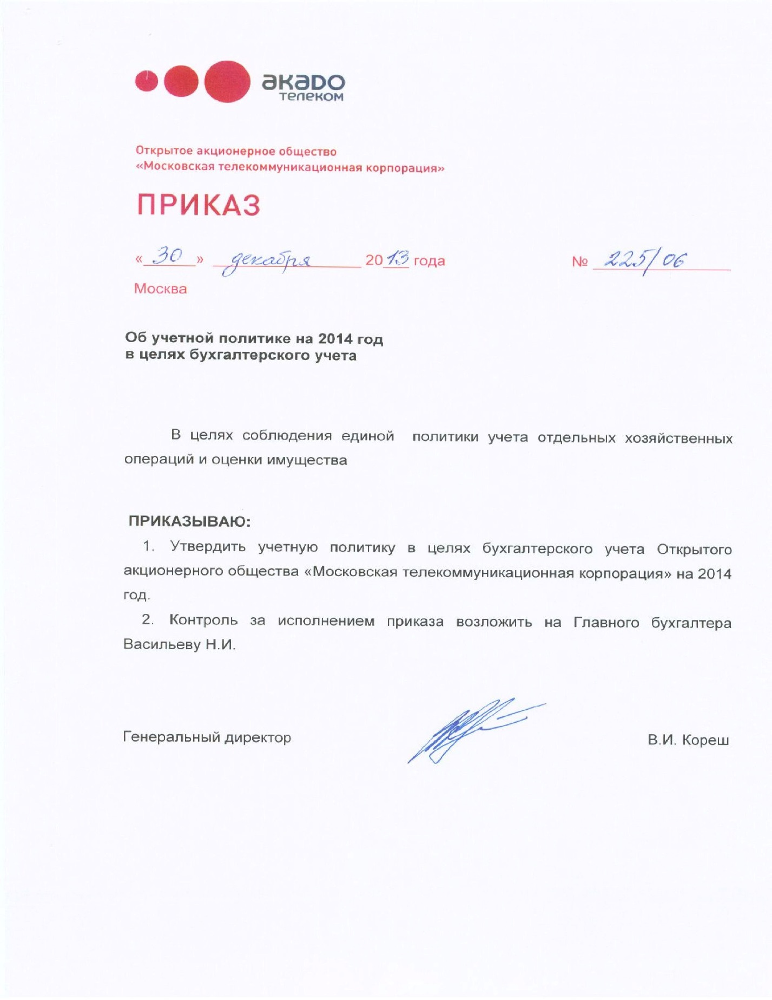 акадо
телеком
Открытое акционерное общество
«Московская телекоммуникационная корпорация»
ПРИКАЗ
« 30 » декабря 2013 года № 225/06
Москва
Об учетной политике на 2014 год
в целях бухгалтерского учета
В целях соблюдения единой политики учета отдельных хозяйственных
операций и оценки имущества
ПРИКАЗЫВАЮ:
1. Утвердить учетную политику в целях бухгалтерского учета Открытого
акционерного общества «Московская телекоммуникационная корпорация» на 2014
год.
2. Контроль за исполнением приказа возложить на Главного бухгалтера
Васильеву Н.И.
Генеральный директор В.И. Кореш